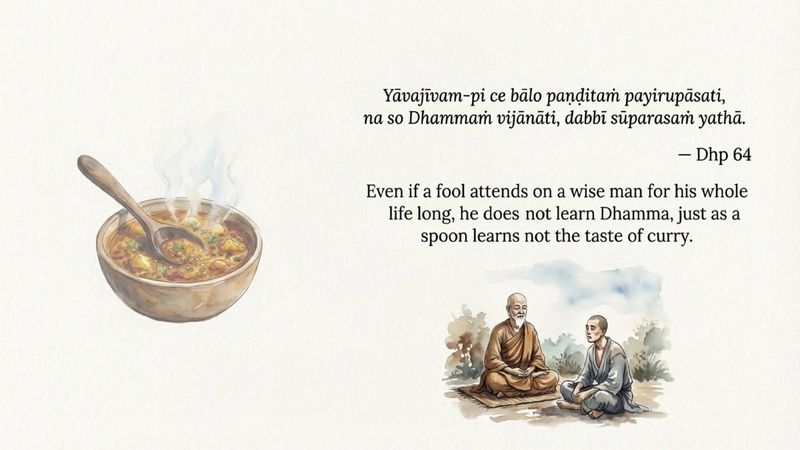 Yāvajīvam-pi ce bālo paṇḍitaṁ payirupāsati,
na so Dhammaṁ vijānāti, dabbī sūparasaṁ yathā.
— Dhp 64
Even if a fool attends on a wise man for his whole
life long, he does not learn Dhamma, just as a
spoon learns not the taste of curry.